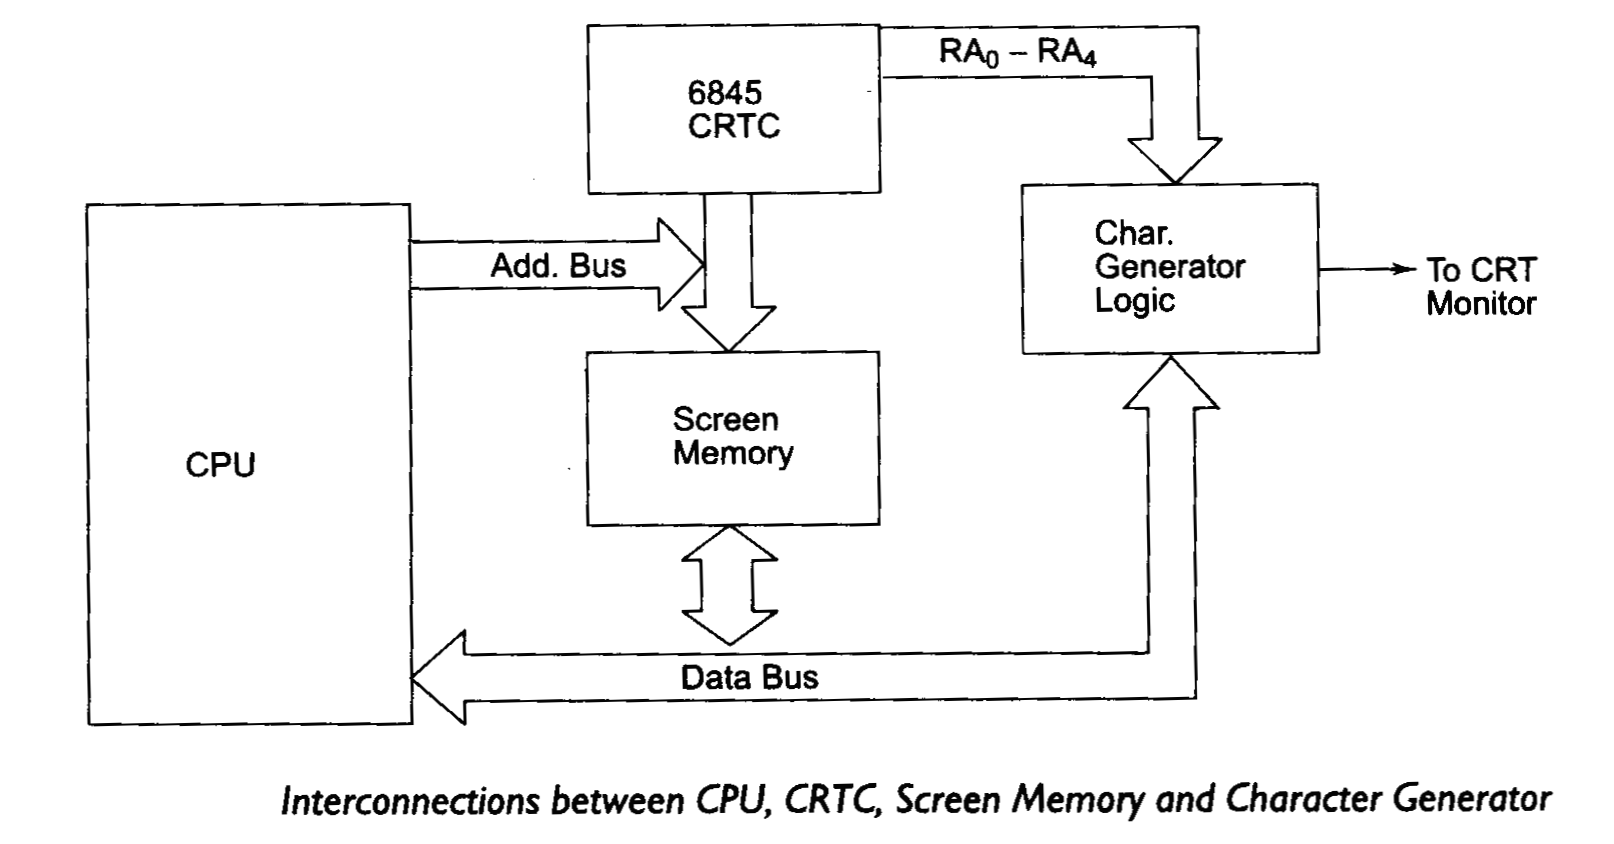 RA0 – RA4
6845
CRTC
Char.
Generator
Logic
Add. Bus
To CRT
Monitor
Screen
Memory
CPU
Data Bus
Interconnections between CPU, CRTC, Screen Memory and Character Generator